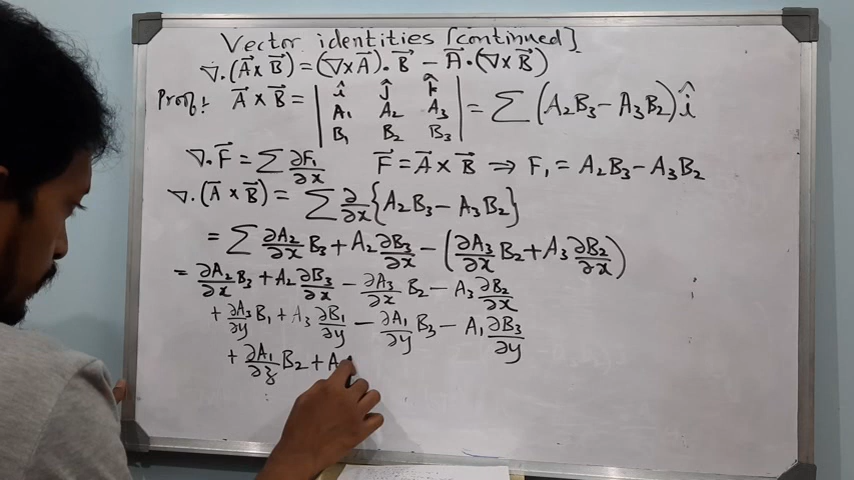 Vector identities [continued]
∇·(A⃗×B⃗) = (∇×A⃗)·B⃗ − A⃗·(∇×B⃗)
Proof: A⃗×B⃗ = | î ĵ k̂ ; A₁ A₂ A₃ ; B₁ B₂ B₃ | = Σ (A₂B₃ − A₃B₂) î
∇·F⃗ = Σ ∂F₁/∂x F⃗ = A⃗×B⃗ ⇒ F₁ = A₂B₃ − A₃B₂
∇·(A⃗×B⃗) = Σ ∂/∂x {A₂B₃ − A₃B₂}
= Σ ∂A₂/∂x B₃ + A₂ ∂B₃/∂x − (∂A₃/∂x B₂ + A₃ ∂B₂/∂x)
= ∂A₂/∂x B₃ + A₂ ∂B₃/∂x − ∂A₃/∂x B₂ − A₃ ∂B₂/∂x
+ ∂A₃/∂y B₁ + A₃ ∂B₁/∂y − ∂A₁/∂y B₃ − A₁ ∂B₃/∂y
+ ∂A₁/∂z B₂ + A